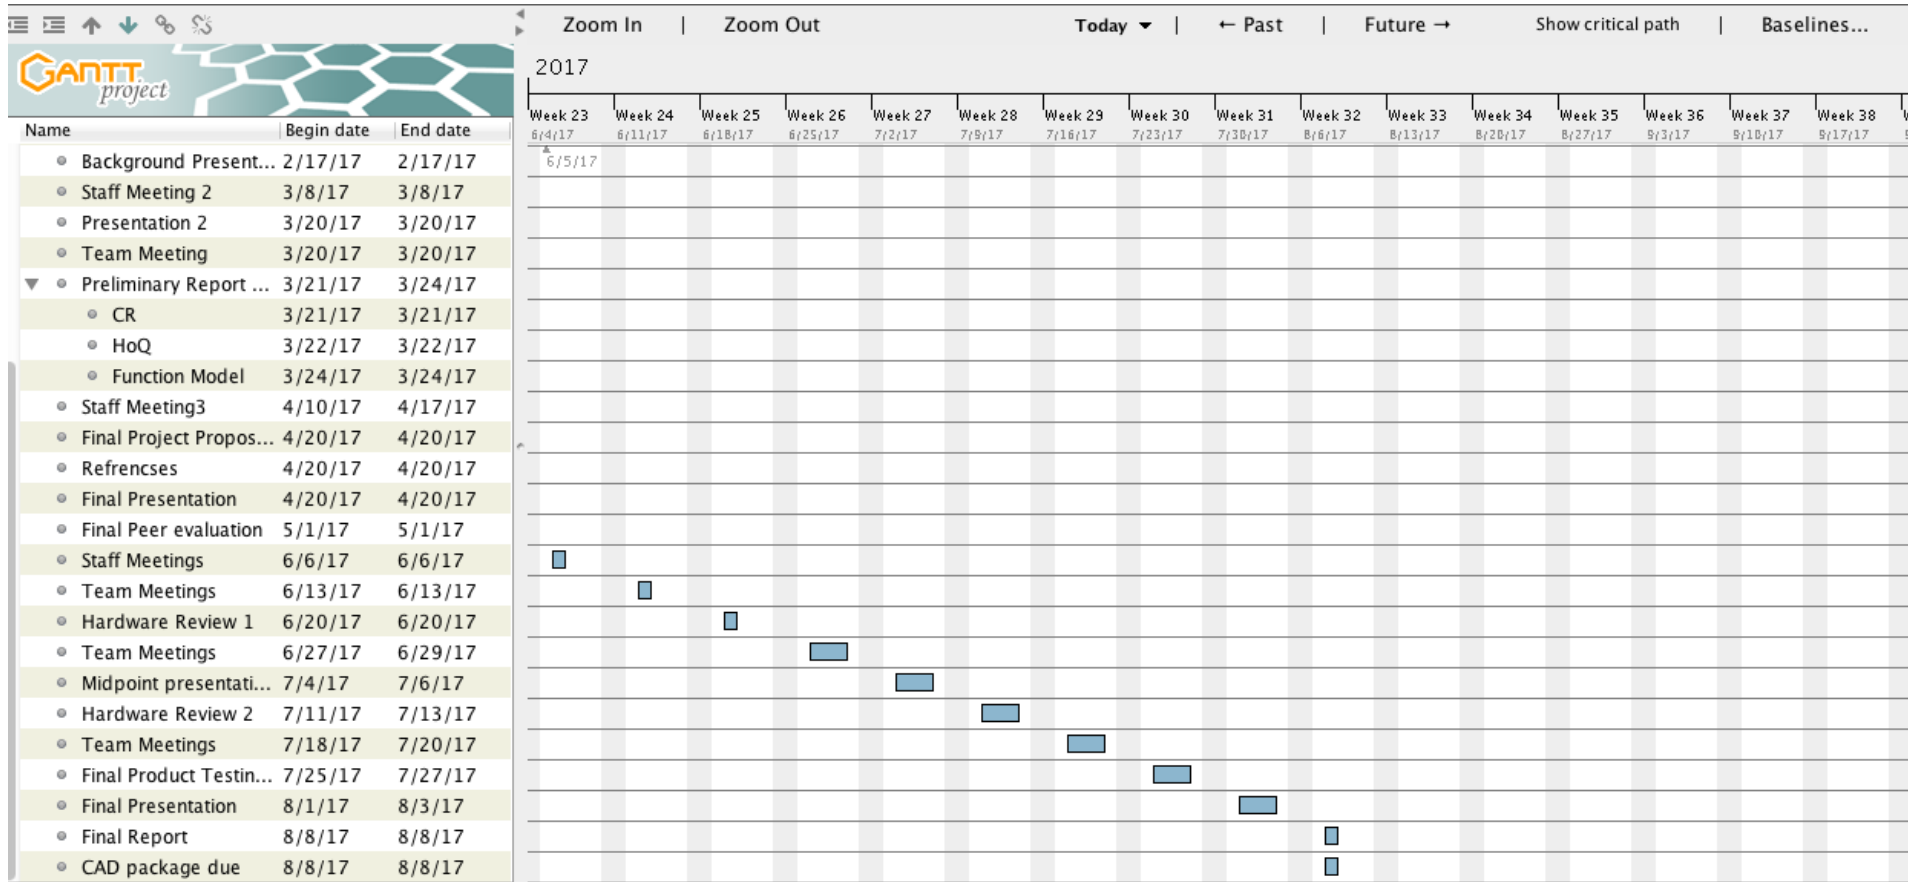 Zoom In | Zoom Out Today ▼ | ← Past | Future → Show critical path | Baselines...
GANTT project
2017
Week 23 Week 24 Week 25 Week 26 Week 27 Week 28 Week 29 Week 30 Week 31 Week 32 Week 33 Week 34 Week 35 Week 36 Week 37 Week 38
6/4/17 6/11/17 6/18/17 6/25/17 7/2/17 7/9/17 7/16/17 7/23/17 7/30/17 8/6/17 8/13/17 8/20/17 8/27/17 9/3/17 9/10/17 9/17/17
Name Begin date End date
6/5/17
Background Present... 2/17/17 2/17/17
Staff Meeting 2 3/8/17 3/8/17
Presentation 2 3/20/17 3/20/17
Team Meeting 3/20/17 3/20/17
Preliminary Report ... 3/21/17 3/24/17
CR 3/21/17 3/21/17
HoQ 3/22/17 3/22/17
Function Model 3/24/17 3/24/17
Staff Meeting3 4/10/17 4/17/17
Final Project Propos... 4/20/17 4/20/17
Refrencses 4/20/17 4/20/17
Final Presentation 4/20/17 4/20/17
Final Peer evaluation 5/1/17 5/1/17
Staff Meetings 6/6/17 6/6/17
Team Meetings 6/13/17 6/13/17
Hardware Review 1 6/20/17 6/20/17
Team Meetings 6/27/17 6/29/17
Midpoint presentati... 7/4/17 7/6/17
Hardware Review 2 7/11/17 7/13/17
Team Meetings 7/18/17 7/20/17
Final Product Testin... 7/25/17 7/27/17
Final Presentation 8/1/17 8/3/17
Final Report 8/8/17 8/8/17
CAD package due 8/8/17 8/8/17